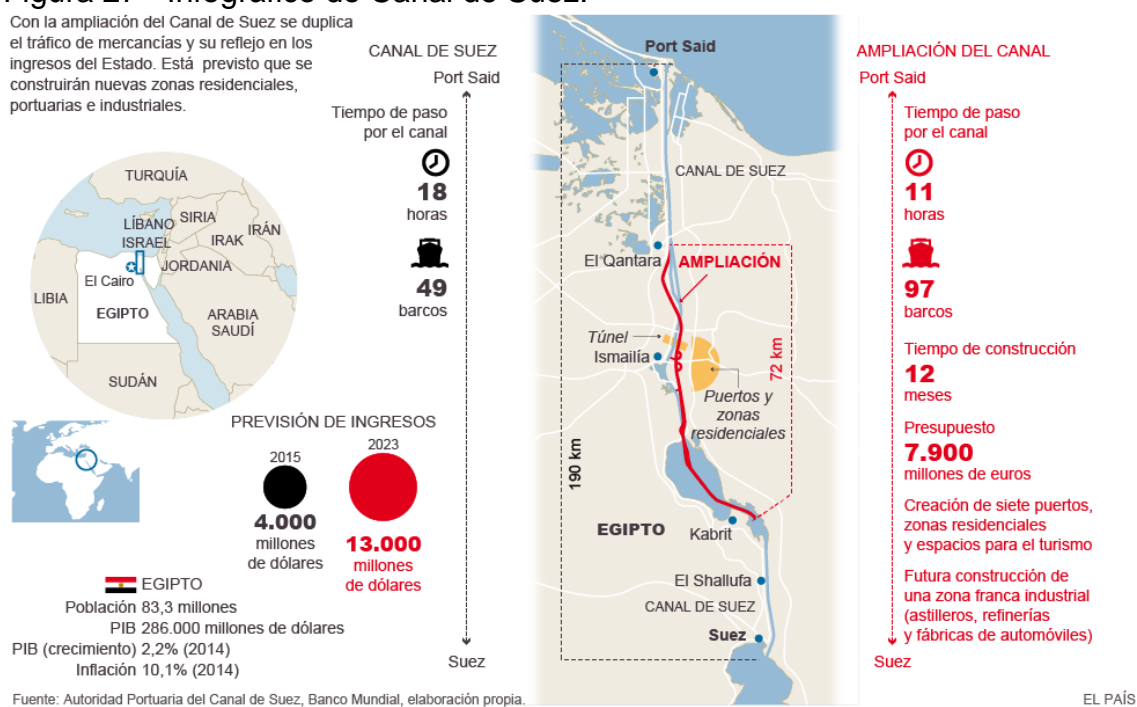 Figura 27 Infográfico de Canal de Suez.
Con la ampliación del Canal de Suez se duplica
el tráfico de mercancías y su reflejo en los
ingresos del Estado. Está previsto que se
construirán nuevas zonas residenciales,
portuarias e industriales.
TURQUÍA
LÍBANO
SIRIA
ISRAEL
IRAK
IRÁN
JORDANIA
El Cairo
LIBIA
EGIPTO
ARABIA
SAUDÍ
SUDÁN
PREVISIÓN DE INGRESOS
2015
4.000
millones
de dólares
2023
13.000
millones
de dólares
EGIPTO
Población 83,3 millones
PIB 286.000 millones de dólares
PIB (crecimiento) 2,2% (2014)
Inflación 10,1% (2014)
CANAL DE SUEZ
Port Said
Tiempo de paso
por el canal
18
horas
49
barcos
Suez
Port Said
CANAL DE SUEZ
El Qantara
AMPLIACIÓN
Túnel
Ismailía
72 km
Puertos y
zonas
residenciales
190 km
EGIPTO
Kabrit
El Shallufa
CANAL DE SUEZ
Suez
AMPLIACIÓN DEL CANAL
Port Said
Tiempo de paso
por el canal
11
horas
97
barcos
Tiempo de construcción
12
meses
Presupuesto
7.900
millones de euros
Creación de siete puertos,
zonas residenciales
y espacios para el turismo
Futura construcción de
una zona franca industrial
(astilleros, refinerías
y fábricas de automóviles)
Suez
Fuente: Autoridad Portuaria del Canal de Suez, Banco Mundial, elaboración propia.
EL PAÍS